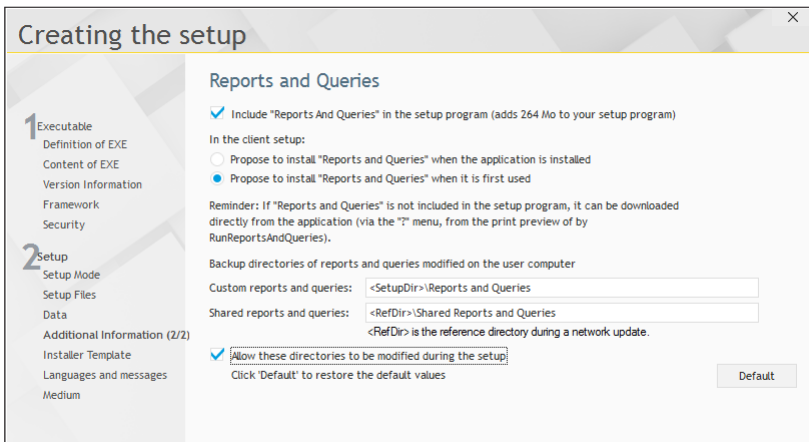 Creating the setup
1 Executable
Definition of EXE
Content of EXE
Version Information
Framework
Security
2 Setup
Setup Mode
Setup Files
Data
Additional Information (2/2)
Installer Template
Languages and messages
Medium
Reports and Queries
Include "Reports And Queries" in the setup program (adds 264 Mo to your setup program)
In the client setup:
Propose to install "Reports and Queries" when the application is installed
Propose to install "Reports and Queries" when it is first used
Reminder: If "Reports and Queries" is not included in the setup program, it can be downloaded
directly from the application (via the "?" menu, from the print preview of by
RunReportsAndQueries).
Backup directories of reports and queries modified on the user computer
Custom reports and queries: <SetupDir>\Reports and Queries
Shared reports and queries: <RefDir>\Shared Reports and Queries
<RefDir> is the reference directory during a network update.
Allow these directories to be modified during the setup
Click 'Default' to restore the default values
Default